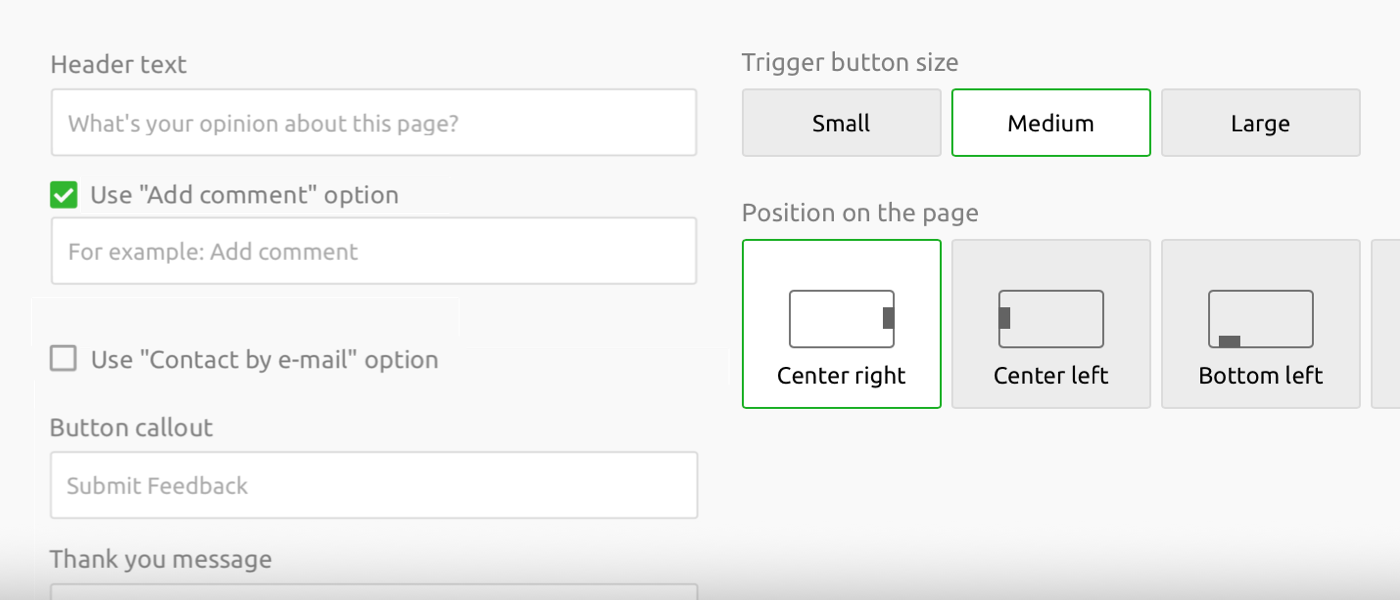 Header text
What's your opinion about this page?
Use "Add comment" option
For example: Add comment
Use "Contact by e-mail" option
Button callout
Submit Feedback
Thank you message
Trigger button size
Small
Medium
Large
Position on the page
Center right
Center left
Bottom left